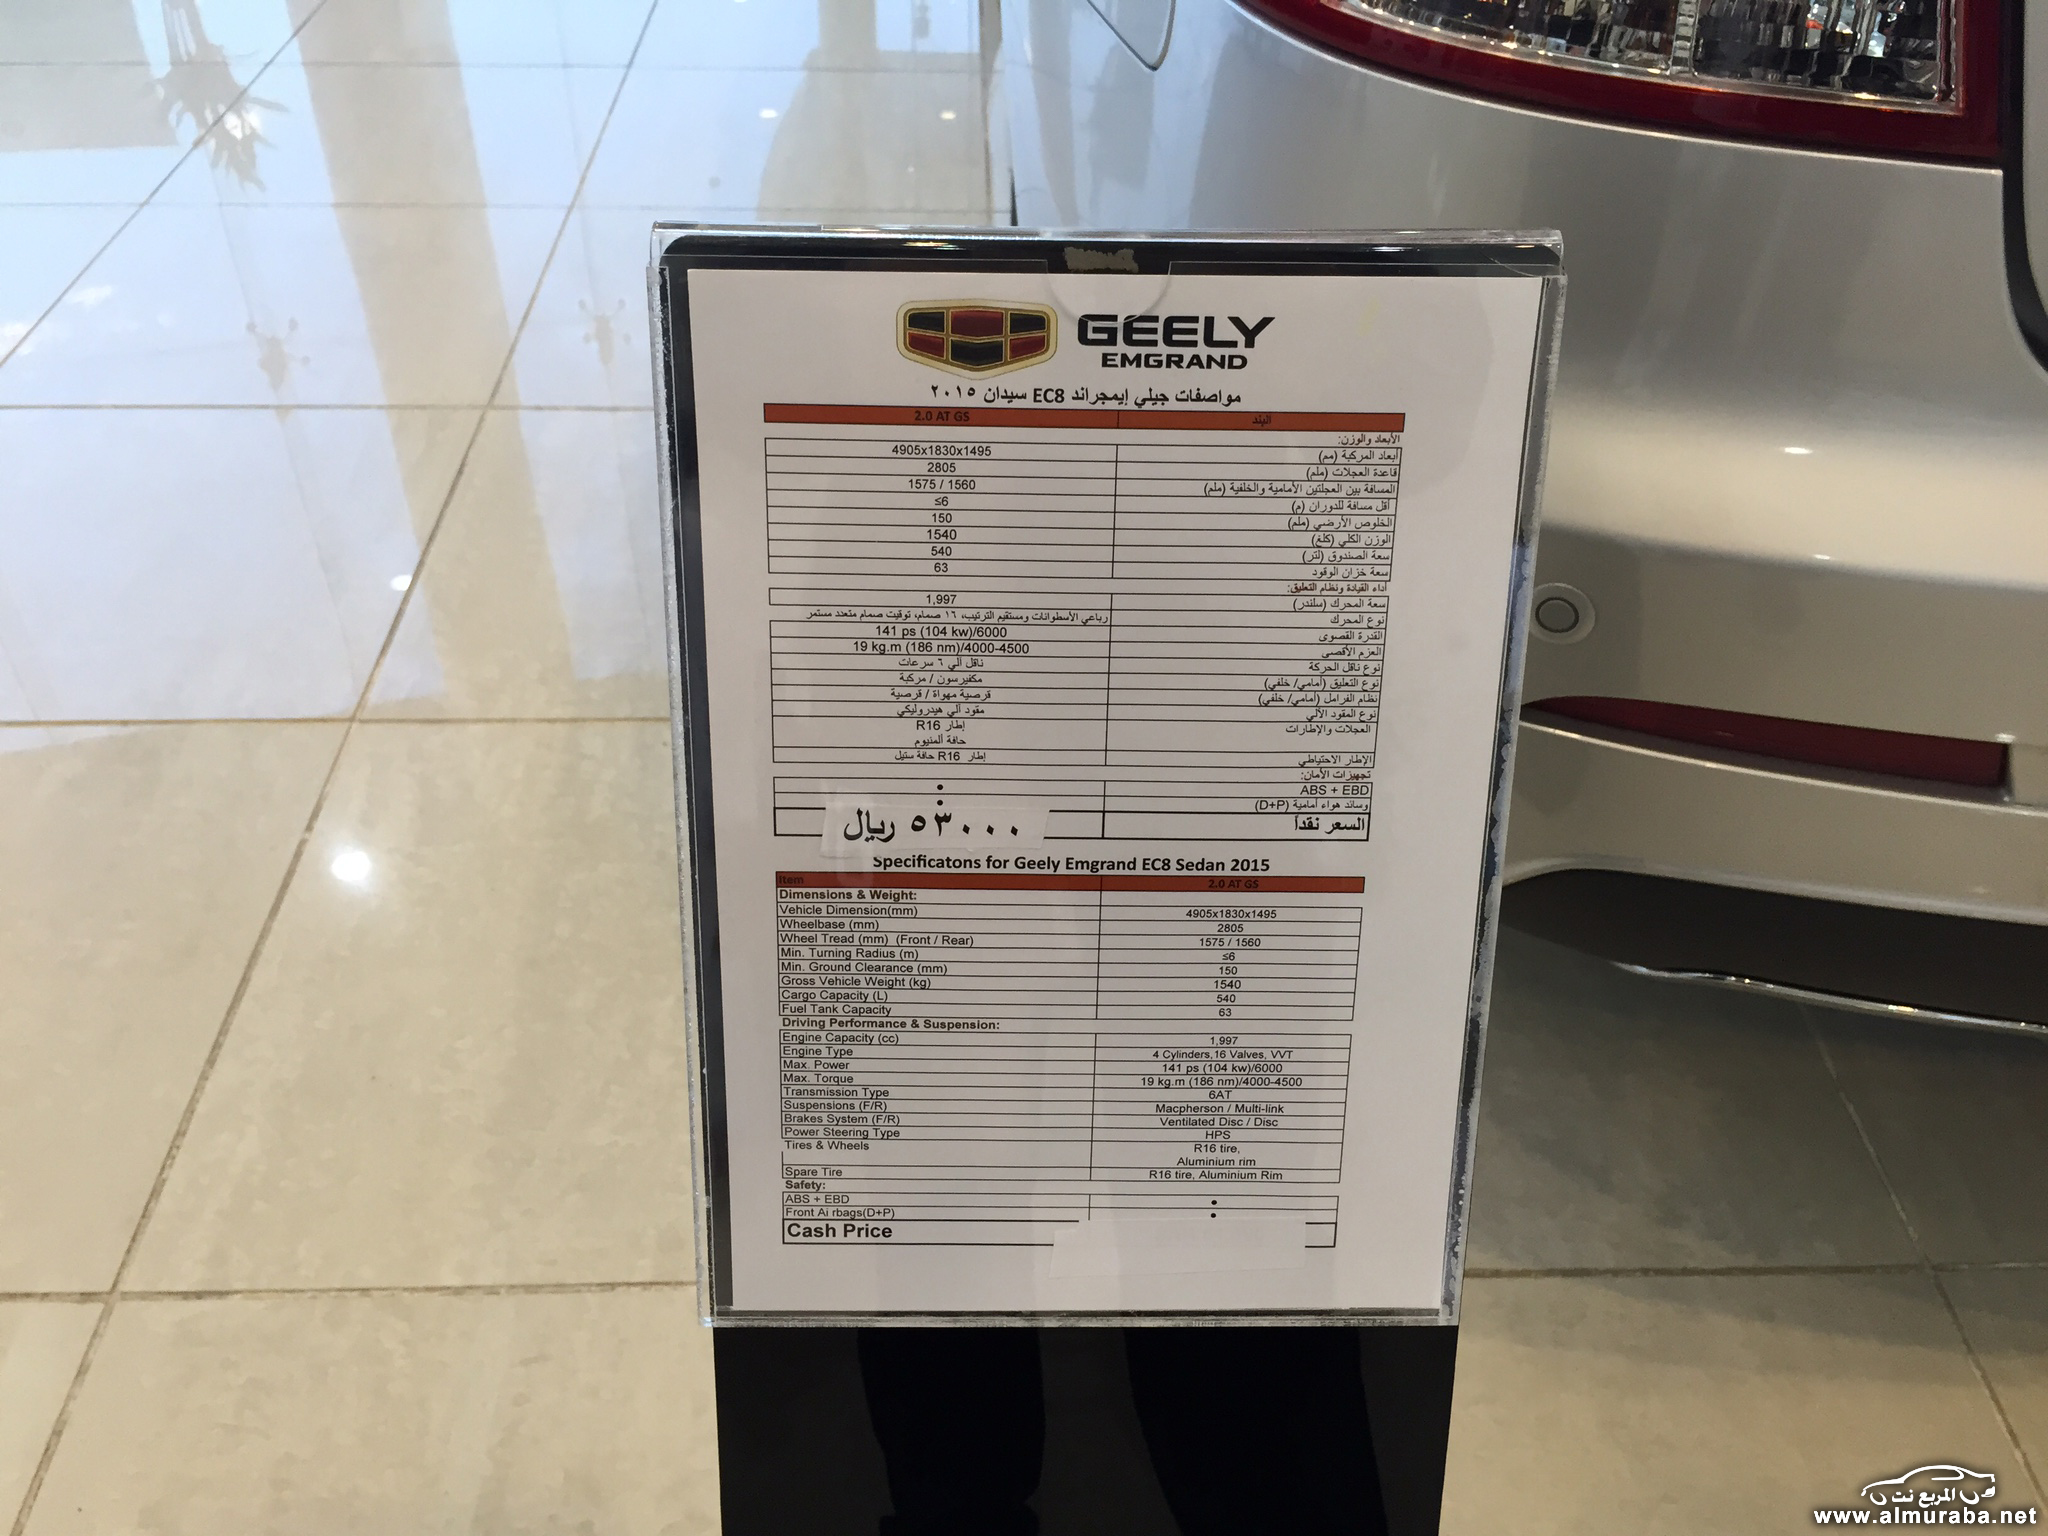 GEELY
EMGRAND
مواصفات جيلي إيمجراند EC8 سيدان ٢٠١٥
البند 2.0 AT GS
الأبعاد والوزن:
أبعاد المركبة (مم) 4905x1830x1495
قاعدة العجلات (ملم) 2805
المسافة بين العجلتين الأمامية والخلفية (ملم) 1575 / 1560
أقل مسافة للدوران (م) ≤6
الخلوص الأرضي (ملم) 150
الوزن الكلي (كلغ) 1540
سعة الصندوق (لتر) 540
سعة خزان الوقود 63
أداء القيادة ونظام التعليق:
سعة المحرك (سلندر) 1,997
نوع المحرك رباعي الأسطوانات ومستقيم الترتيب، ١٦ صمام، توقيت صمام متعدد مستمر
القدرة القصوى 141 ps (104 kw)/6000
العزم الأقصى 19 kg.m (186 nm)/4000-4500
نوع ناقل الحركة ناقل آلي ٦ سرعات
نوع التعليق (أمامي/ خلفي) مكفيرسون / مركبة
نظام الفرامل (أمامي/ خلفي) قرصية مهواة / قرصية
نوع المقود الآلي مقود آلي هيدروليكي
العجلات والإطارات إطار R16
حافة ألمنيوم
الإطار الاحتياطي إطار R16 حافة ستيل
تجهيزات الأمان:
ABS + EBD •
وسائد هواء أمامية (D+P) •
السعر نقداً ٥٣٠٠٠ ريال
Specificatons for Geely Emgrand EC8 Sedan 2015
Item 2.0 AT GS
Dimensions & Weight:
Vehicle Dimension(mm) 4905x1830x1495
Wheelbase (mm) 2805
Wheel Tread (mm) (Front / Rear) 1575 / 1560
Min. Turning Radius (m) ≤6
Min. Ground Clearance (mm) 150
Gross Vehicle Weight (kg) 1540
Cargo Capacity (L) 540
Fuel Tank Capacity 63
Driving Performance & Suspension:
Engine Capacity (cc) 1,997
Engine Type 4 Cylinders,16 Valves, VVT
Max. Power 141 ps (104 kw)/6000
Max. Torque 19 kg.m (186 nm)/4000-4500
Transmission Type 6AT
Suspensions (F/R) Macpherson / Multi-link
Brakes System (F/R) Ventilated Disc / Disc
Power Steering Type HPS
Tires & Wheels R16 tire,
Aluminium rim
Spare Tire R16 tire, Aluminium Rim
Safety:
ABS + EBD •
Front Ai rbags(D+P) •
Cash Price
المربع نت
www.almuraba.net